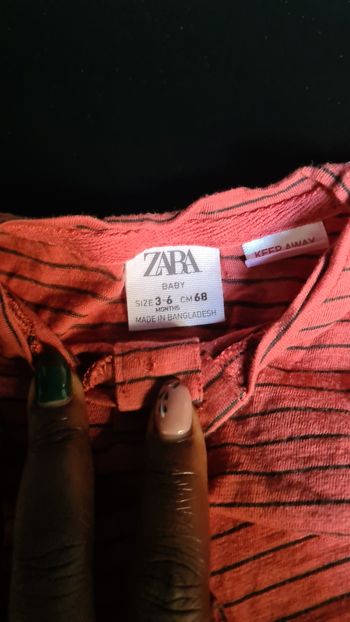 ZARA
BABY
SIZE 3-6 CM 68
MONTHS
MADE IN BANGLADESH
KEEP AWAY